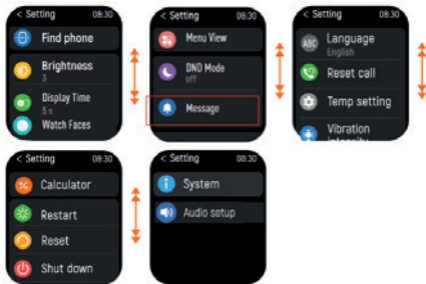 < Setting 08:30
Find phone
Brightness
3
Display Time
5 s
Watch Faces
< Setting 08:30
Menu View
DND Mode
off
Message
< Setting 08:30
ABC Language
English
Reset call
Temp setting
Vibration
intensity
< Setting 08:30
Calculator
Restart
Reset
Shut down
< Setting 08:30
System
Audio setup